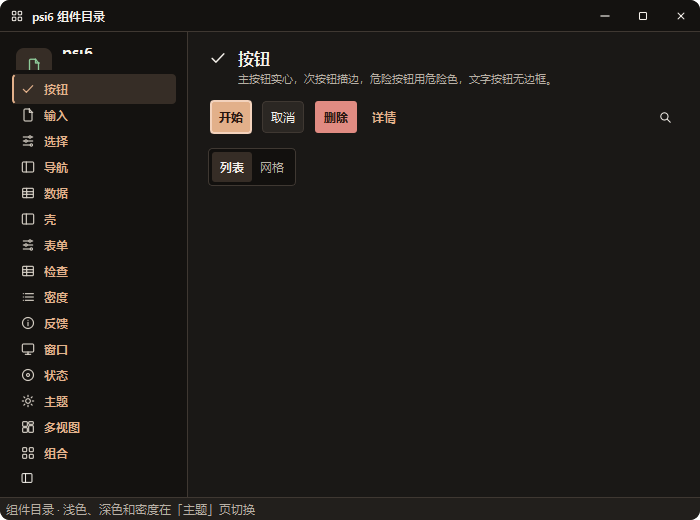 psi6 组件目录
psi6
按钮
输入
选择
导航
数据
壳
表单
检查
密度
反馈
窗口
状态
主题
多视图
组合
按钮
主按钮实心，次按钮描边，危险按钮用危险色，文字按钮无边框。
开始 取消 删除 详情
列表 网格
组件目录 · 浅色、深色和密度在「主题」页切换